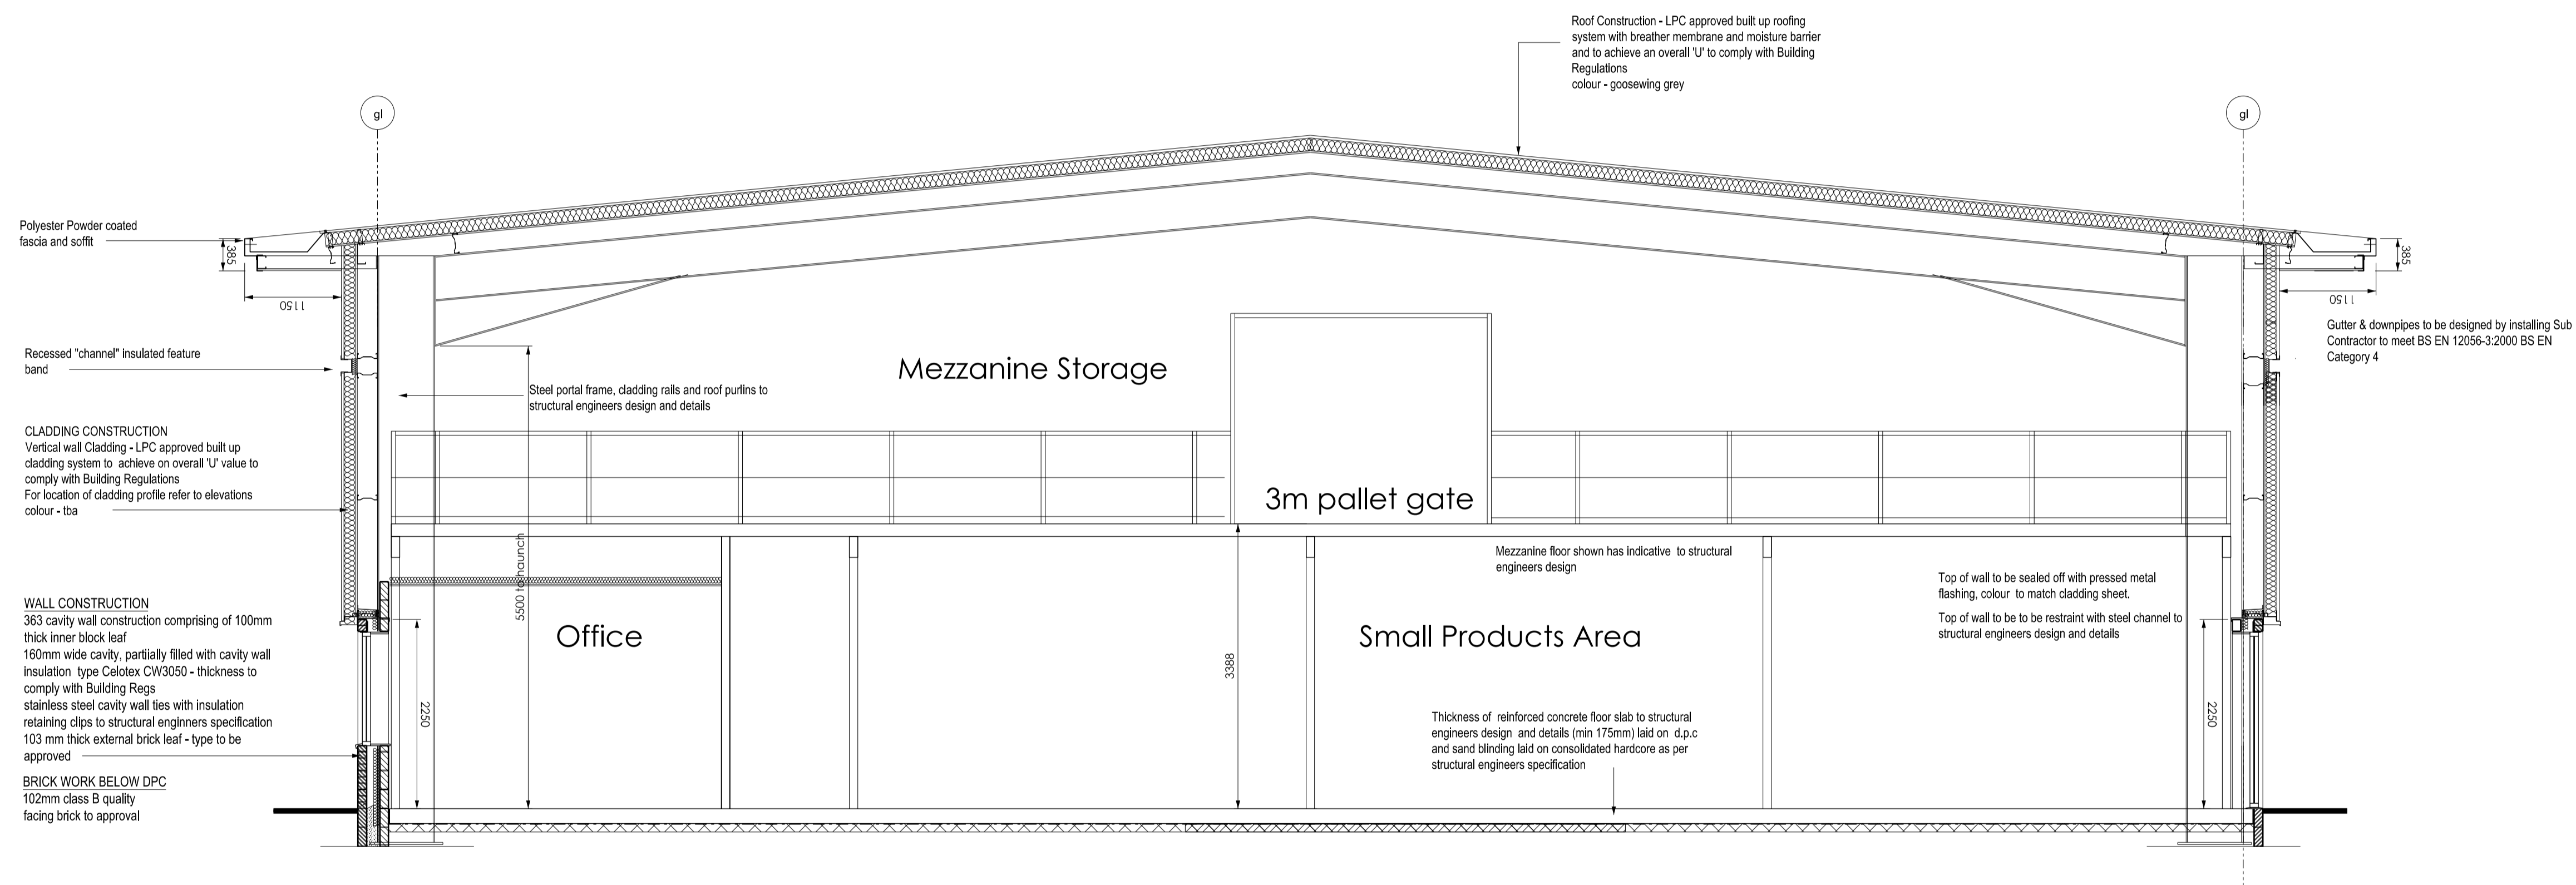 Roof Construction - LPC approved built up roofing
system with breather membrane and moisture barrier
and to achieve an overall 'U' to comply with Building
Regulations
colour - goosewing grey
gl
gl
Polyester Powder coated
fascia and soffit
385
1150
385
1150
Gutter & downpipes to be designed by installing Sub
Contractor to meet BS EN 12056-3:2000 BS EN
Category 4
Recessed "channel" insulated feature
band
Steel portal frame, cladding rails and roof purlins to
structural engineers design and details
Mezzanine Storage
CLADDING CONSTRUCTION
Vertical wall Cladding - LPC approved built up
cladding system to achieve on overall 'U' value to
comply with Building Regulations
For location of cladding profile refer to elevations
colour - tba
3m pallet gate
5500 to haunch
Mezzanine floor shown has indicative to structural
engineers design
Top of wall to be sealed off with pressed metal
flashing, colour to match cladding sheet.
Top of wall to be to be restraint with steel channel to
structural engineers design and details
WALL CONSTRUCTION
363 cavity wall construction comprising of 100mm
thick inner block leaf
160mm wide cavity, partiially filled with cavity wall
insulation type Celotex CW3050 - thickness to
comply with Building Regs
stainless steel cavity wall ties with insulation
retaining clips to structural enginners specification
103 mm thick external brick leaf - type to be
approved
Office
Small Products Area
2250
3388
2250
Thickness of reinforced concrete floor slab to structural
engineers design and details (min 175mm) laid on d.p.c
and sand blinding laid on consolidated hardcore as per
structural engineers specification
BRICK WORK BELOW DPC
102mm class B quality
facing brick to approval